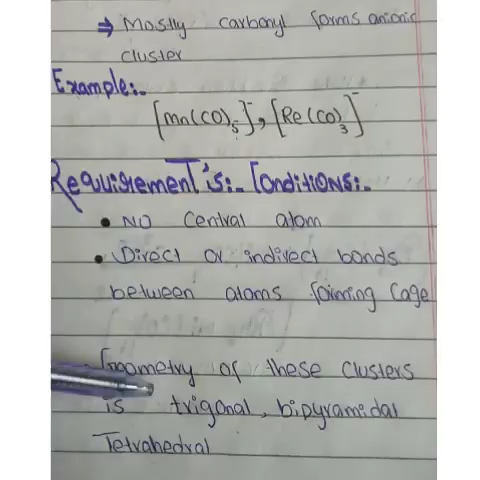 ⇒ Mostly carbonyl forms anionic
cluster
Example:-
[Mn(CO)₅]⁻, [Re(CO)₃]⁻
Requirement is:- Conditions:-
• NO Central atom
• Direct or indirect bonds
between atoms forming Cage
Geometry of these clusters
is trigonal, bipyramidal
Tetrahedral